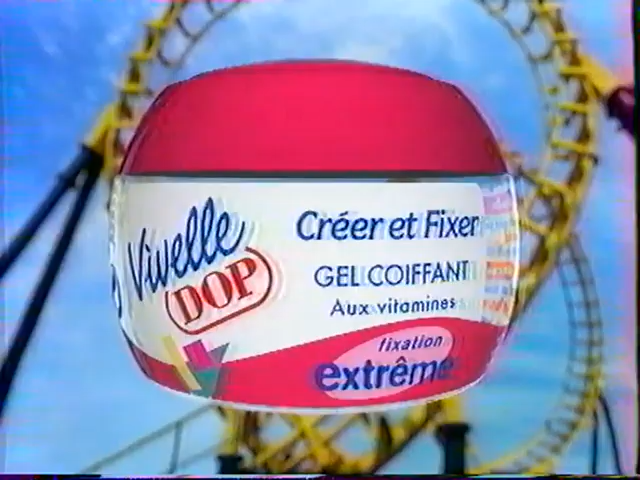 Vivelle
DOP
Créer et Fixer
GEL COIFFANT
Aux vitamines
fixation
extrême